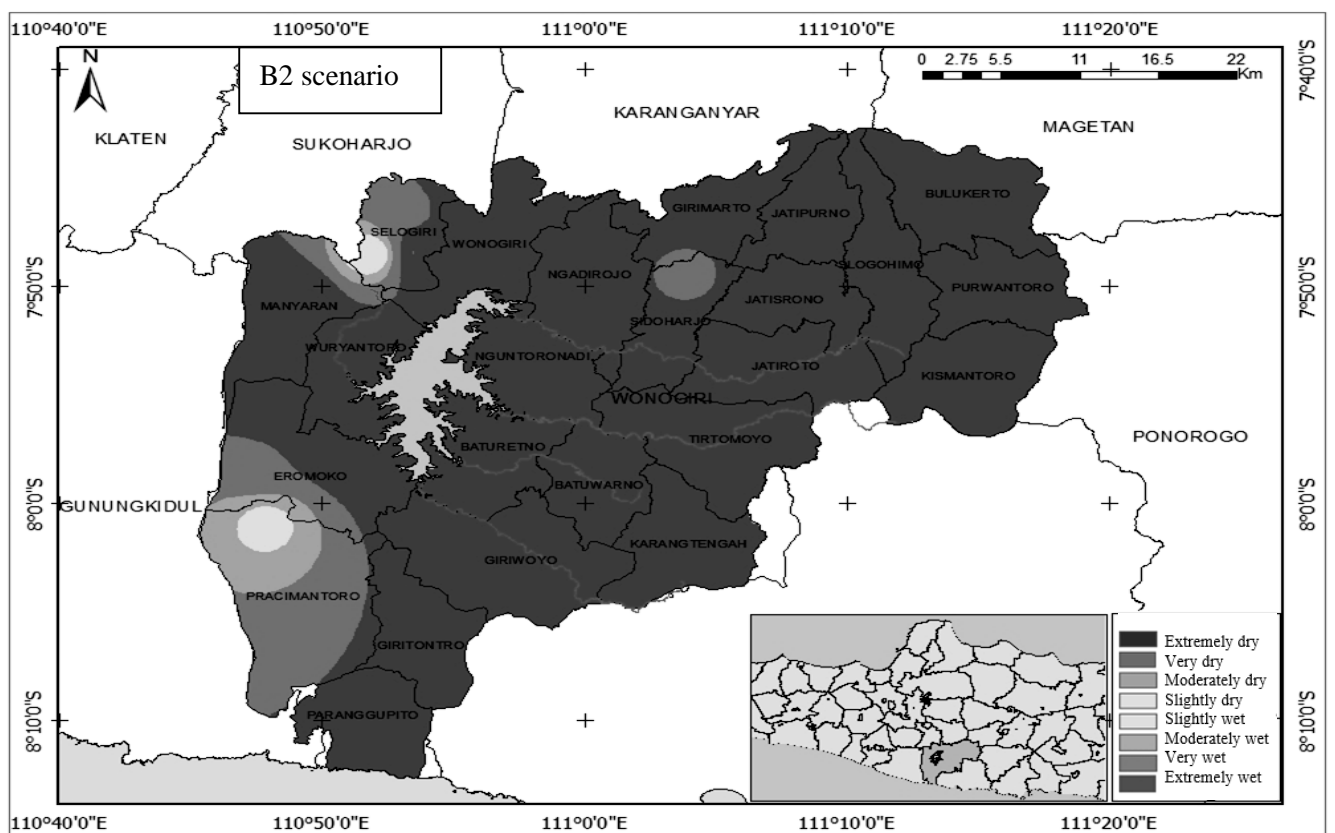 110°40'0"E 110°50'0"E 111°0'0"E 111°10'0"E 111°20'0"E
N
B2 scenario
0 2.75 5.5 11 16.5 22
Km
7°40'0"S
KLATEN
SUKOHARJO
KARANGANYAR
MAGETAN
BULUKERTO
GIRIMARTO
JATIPURNO
SELOGIRI
WONOGIRI
SLOGOHIMO
NGADIROJO
7°50'0"S
7°50'0"S
PURWANTORO
MANYARAN
JATISRONO
SIDOHARJO
WURYANTORO
NGUNTORONADI
JATIROTO
KISMANTORO
WONOGIRI
PONOROGO
TIRTOMOYO
BATURETNO
EROMOKO
BATUWARNO
GUNUNGKIDUL
8°0'0"S
8°0'0"S
KARANGTENGAH
GIRIWOYO
PRACIMANTORO
GIRITONTRO
PARANGGUPITO
8°10'0"S
8°10'0"S
Extremely dry
Very dry
Moderately dry
Slightly dry
Slightly wet
Moderately wet
Very wet
Extremely wet
110°40'0"E 110°50'0"E 111°0'0"E 111°10'0"E 111°20'0"E